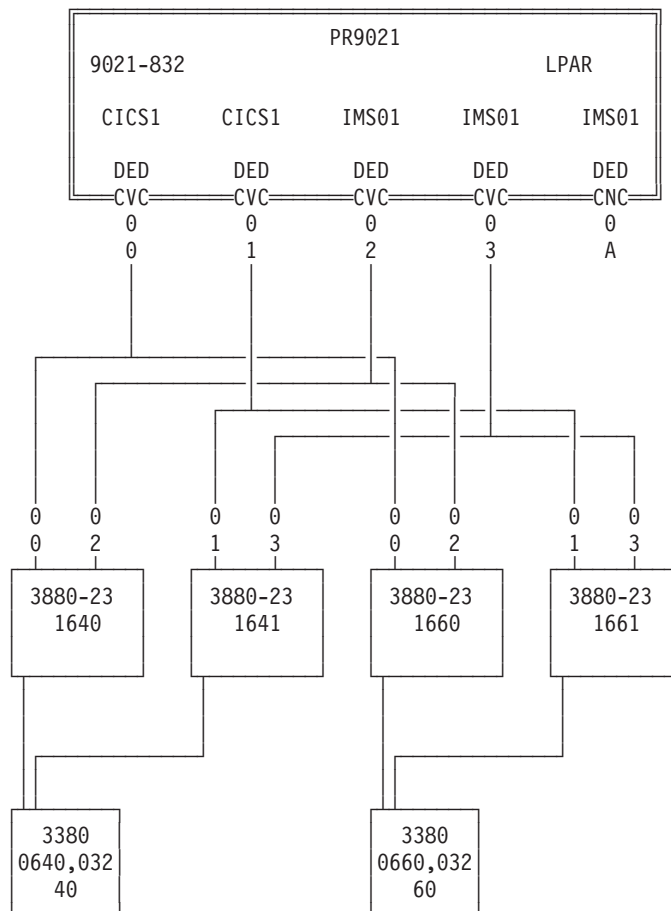 PR9021
9021-832 LPAR
CICS1 CICS1 IMS01 IMS01 IMS01
DED DED DED DED DED
CVC CVC CVC CVC CNC
0 0 0 0 0
0 1 2 3 A
0 0 0 0 0 0 0 0
0 2 1 3 0 2 1 3
3880-23 3880-23 3880-23 3880-23
1640 1641 1660 1661
3380 3380
0640,032 0660,032
40 60